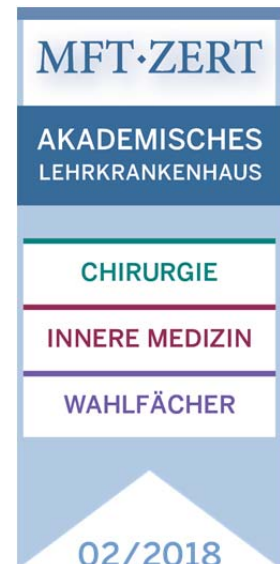 MFT·ZERT
AKADEMISCHES
LEHRKRANKENHAUS
CHIRURGIE
INNERE MEDIZIN
WAHLFÄCHER
02/2018